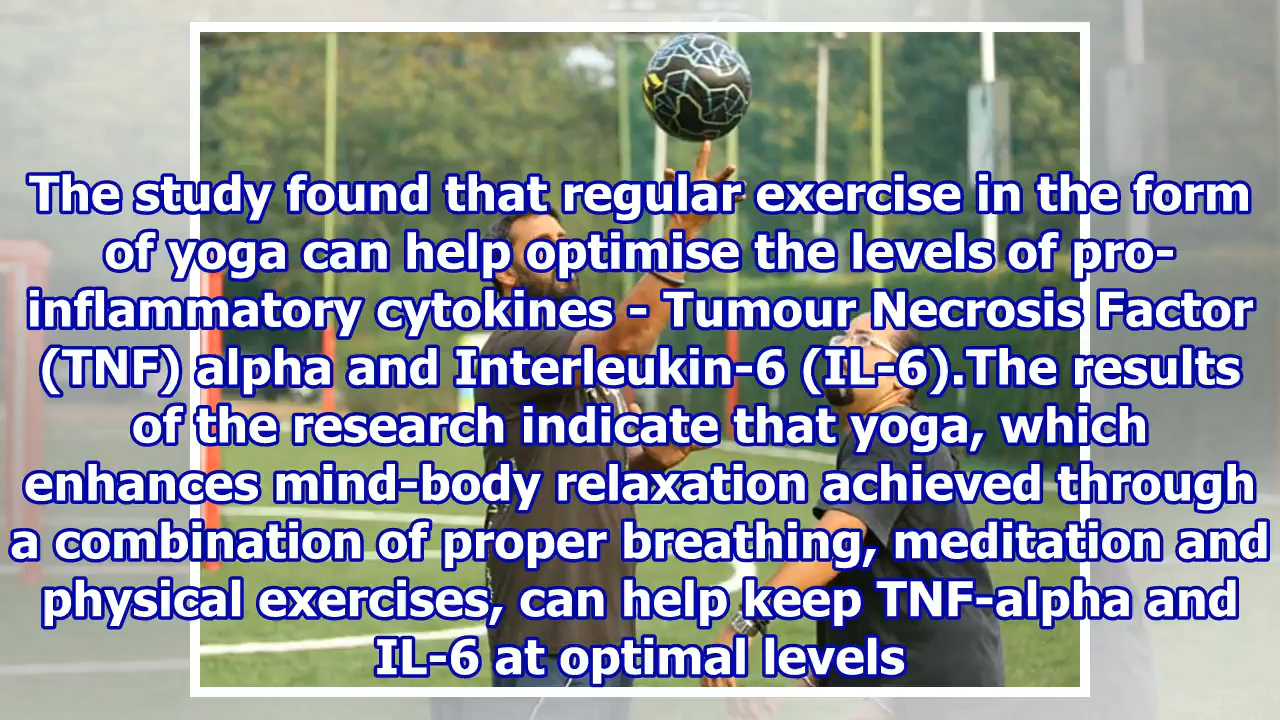 The study found that regular exercise in the form
of yoga can help optimise the levels of pro-
inflammatory cytokines - Tumour Necrosis Factor
(TNF) alpha and Interleukin-6 (IL-6).The results
of the research indicate that yoga, which
enhances mind-body relaxation achieved through
a combination of proper breathing, meditation and
physical exercises, can help keep TNF-alpha and
IL-6 at optimal levels